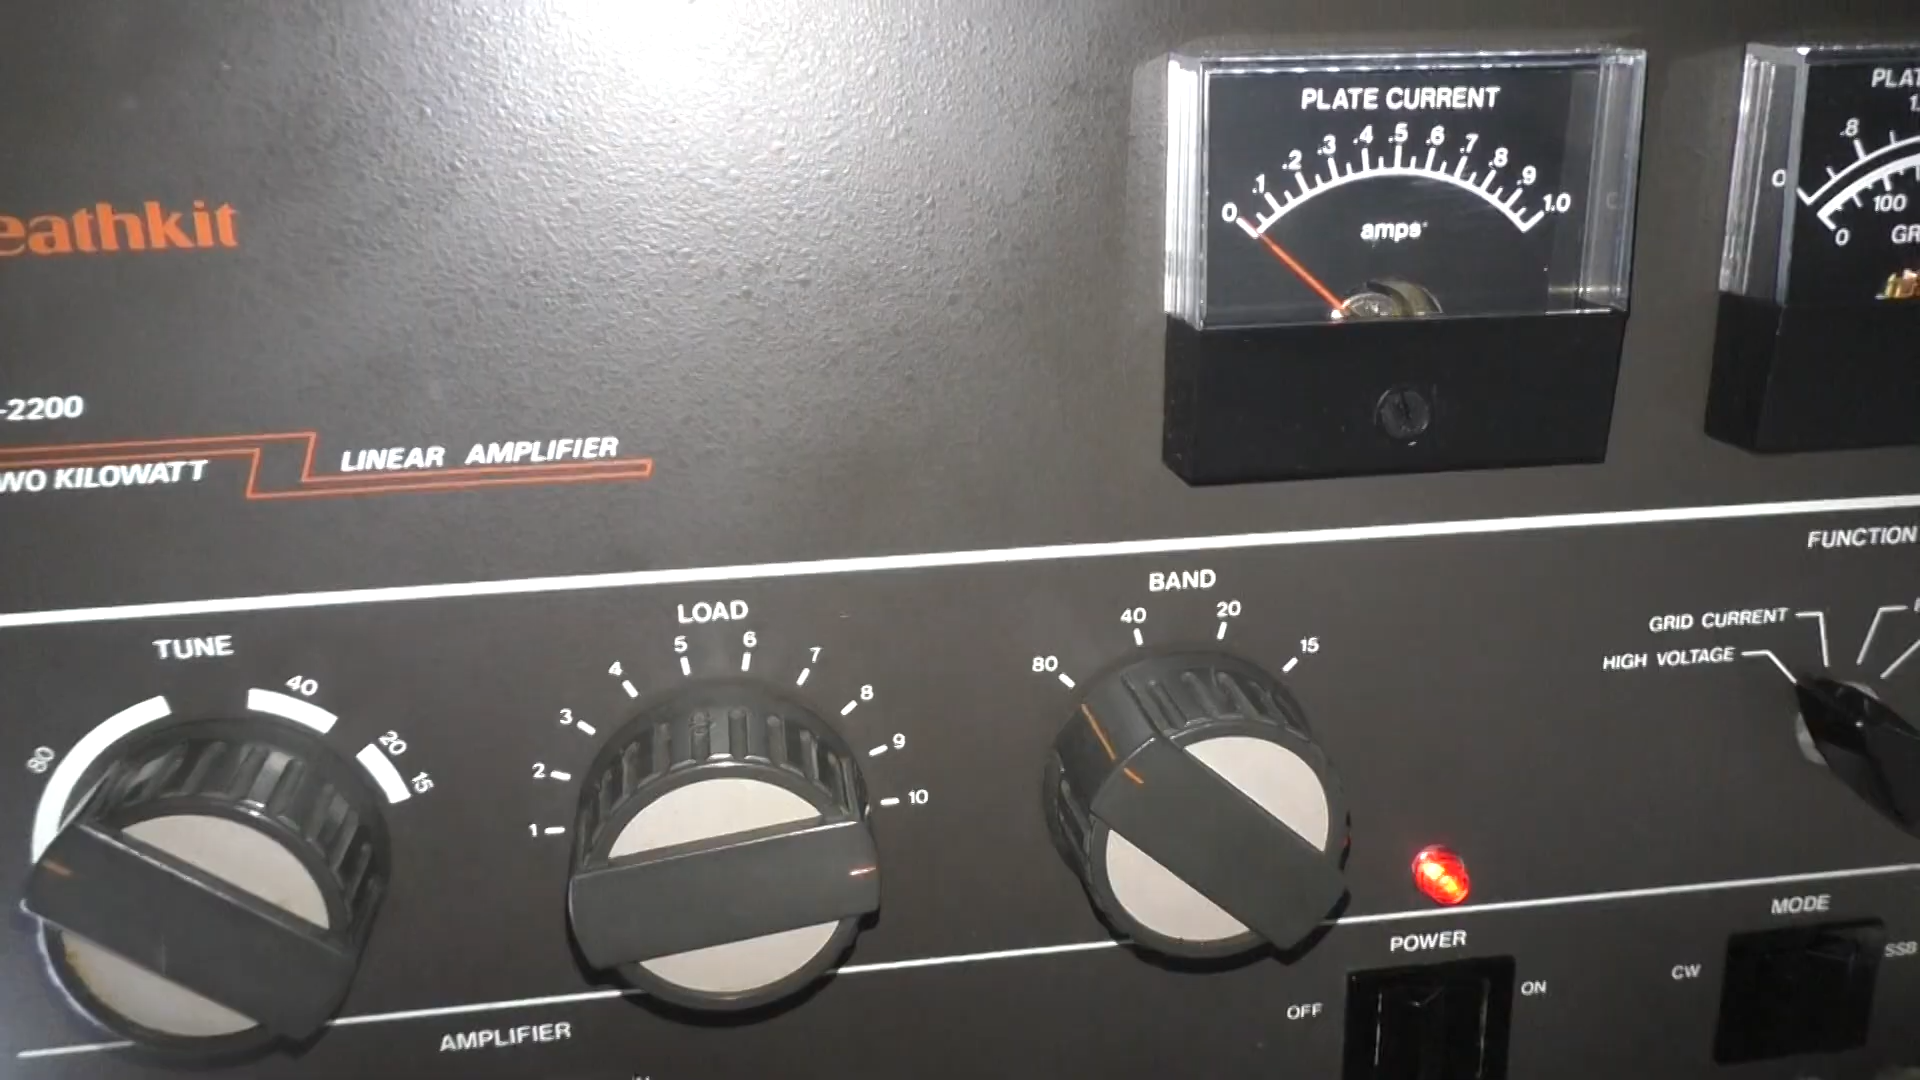 PLATE CURRENT
0 .1 .2 .3 .4 .5 .6 .7 .8 .9 1.0
amps
0 .8
0 100
eathkit
-2200
WO KILOWATT
LINEAR AMPLIFIER
FUNCTION
GRID CURRENT
HIGH VOLTAGE
TUNE
80 40 20 15
LOAD
1 2 3 4 5 6 7 8 9 10
BAND
80 40 20 15
AMPLIFIER
POWER
OFF ON
MODE
CW SSB